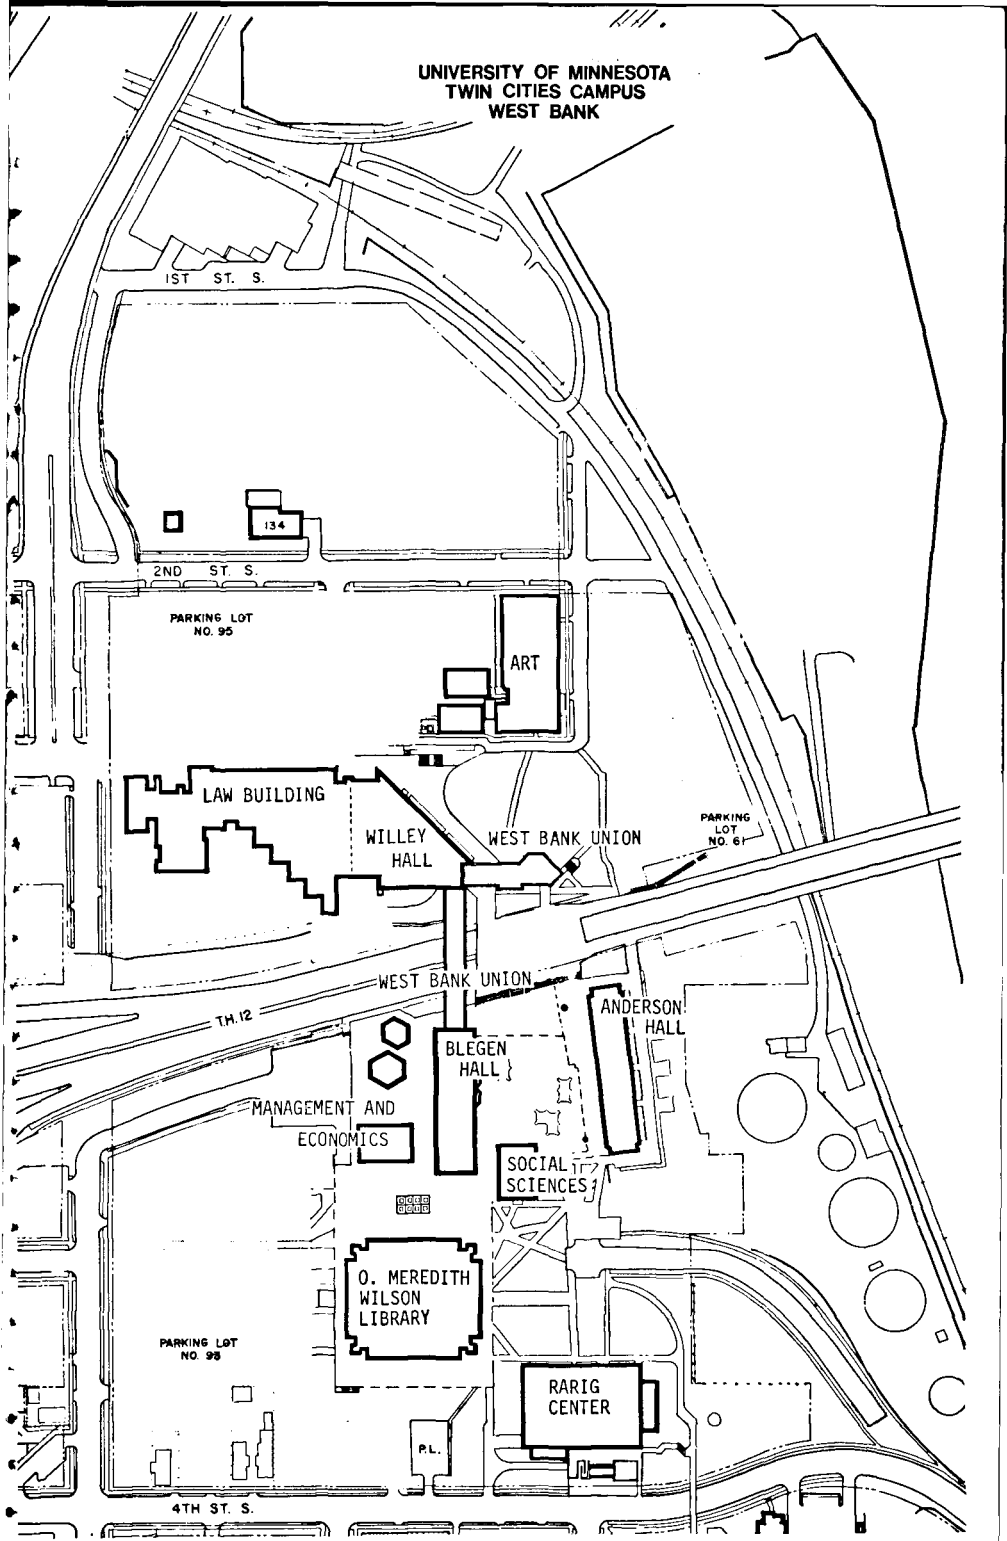 UNIVERSITY OF MINNESOTA
TWIN CITIES CAMPUS
WEST BANK
1ST ST. S.
134
2ND ST. S.
PARKING LOT
NO. 95
ART
LAW BUILDING
WILLEY
HALL
WEST BANK UNION
PARKING
LOT
NO. 61
WEST BANK UNION
T.H. 12
ANDERSON
HALL
BLEGEN
HALL
MANAGEMENT AND
ECONOMICS
SOCIAL
SCIENCES
O. MEREDITH
WILSON
LIBRARY
PARKING LOT
NO. 93
RARIG
CENTER
P.L.
4TH ST. S.